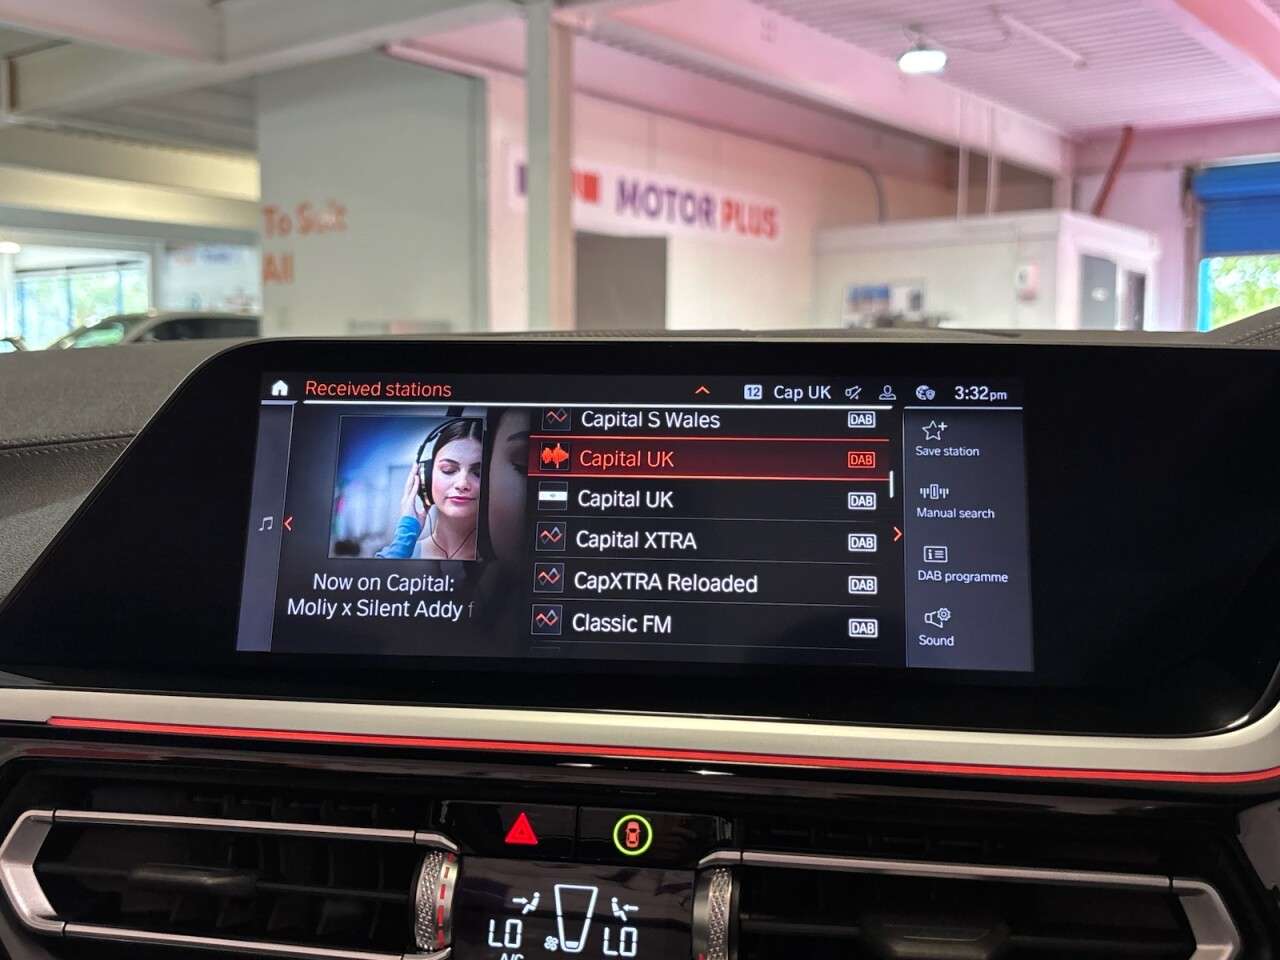 To Suit
All
MOTOR PLUS
Received stations
12 Cap UK 3:32pm
Capital S Wales DAB
Capital UK DAB
Capital UK DAB
Capital XTRA DAB
CapXTRA Reloaded DAB
Classic FM DAB
Now on Capital:
Moliy x Silent Addy f
Save station
Manual search
DAB programme
Sound
LO LO
A/C